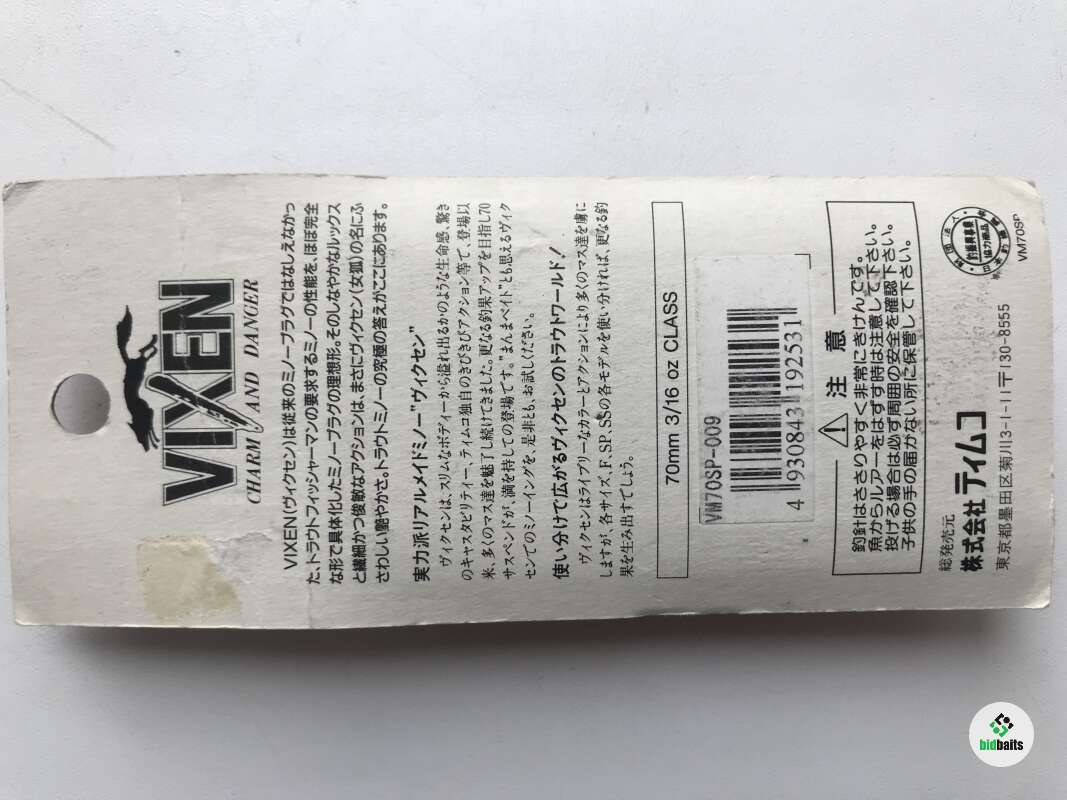 VIXEN
CHARM AND DANGER
VIXEN(ヴィクセン)は従来のミノープラグではなしえなかっ
た、トラウトフィッシャーマンの要求するミノーの性能を、ほぼ完全
な形で具体化したミノープラグの理想形。そのしなやかなルックス
と繊細かつ俊敏なアクションは、まさにヴィクセン(女狐)の名にふ
さわしい艶やかさ。トラウトミノーの究極の答えがここにあります。
実力派リアルメイドミノー"ヴィクセン"
ヴィクセンは、スリムなボディーから溢れ出るかのような生命感、驚き
のキャスタビリティー、ティムコ独自のきびきびアクション等で、登場以
来、多くのマス達を魅了し続けてきました。更なる釣果アップを目指し70
サスペンドが、満を持しての登場です。"まんまベイト"とも思えるヴィク
センでのミノーイングを、是非とも、お試しください。
使い分けで広がるヴィクセンのトラウトワールド!
ヴィクセンはライブリーなカラーとアクションにより多くのマス達を虜に
しますが、各サイズ、F、SP、SSの各モデルを使い分ければ、更なる釣
果を生み出すでしょう。
70mm 3/16 oz CLASS
VM70SP-009
4 930843 192531
注 意
釣針はささりやすく非常にきけんです。
魚からルアーをはずす時は注意して下さい。
投げる場合は必ず周囲の安全を確認下さい。
子供の手の届かない所に保管して下さい。
総発売元
株式会社ティムコ
東京都墨田区菊川3-1-11 〒130-8555
社団法人
釣振興事業
協力商品
VM70SP
bidbaits